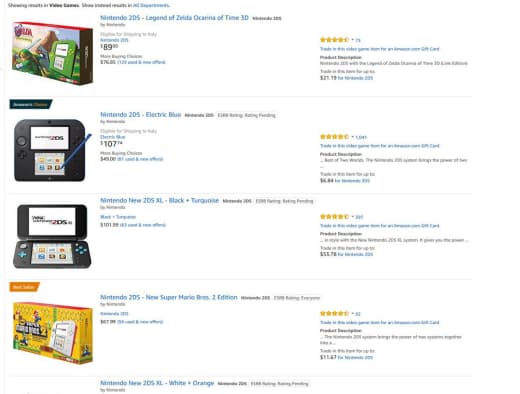 Showing results in Video Games. Show instead results in All Departments.
Nintendo 2DS - Legend of Zelda Ocarina of Time 3D Nintendo 2DS
by Nintendo
Eligible for Shipping to Italy
Nintendo 2DS
$89.00
More Buying Choices
$76.05 (129 used & new offers)
73
Trade in this video game item for an Amazon.com Gift Card
Product Description
Nintendo 2DS with the Legend of Zelda Ocarina of Time 3D (Link Edition)
Trade in this item for up to:
$21.19 for Nintendo 2DS
Amazon's Choice
Nintendo 2DS - Electric Blue Nintendo 2DS ESRB Rating: Rating Pending
by Nintendo
Eligible for Shipping to Italy
Electric Blue
$107.74
More Buying Choices
$49.00 (61 used & new offers)
1,041
Trade in this video game item for an Amazon.com Gift Card
Product Description
... Best of Two Worlds. The Nintendo 2DS system brings the power of two ...
Trade in this item for up to:
$6.84 for Nintendo 3DS
Nintendo New 2DS XL - Black + Turquoise Nintendo 2DS ESRB Rating: Rating Pending
by Nintendo
Black + Turquoise
$101.99 (63 used & new offers)
Trade in this video game item for an Amazon.com Gift Card
Product Description
... in style with the New Nintendo 2DS XL system. It gives you the power ...
Trade in this item for up to:
$53.78 for Nintendo 2DS
Best Seller
Nintendo 2DS - New Super Mario Bros. 2 Edition Nintendo 2DS ESRB Rating: Everyone
by Nintendo
Nintendo 2DS
$67.99 (56 used & new offers)
Trade in this video game item for an Amazon.com Gift Card
Product Description
... The Nintendo 2DS system brings the power of two systems together
into a ...
Trade in this item for up to:
$11.67 for Nintendo 2DS
Nintendo New 2DS XL - White + Orange Nintendo 2DS ESRB Rating: Rating Pending
by Nintendo